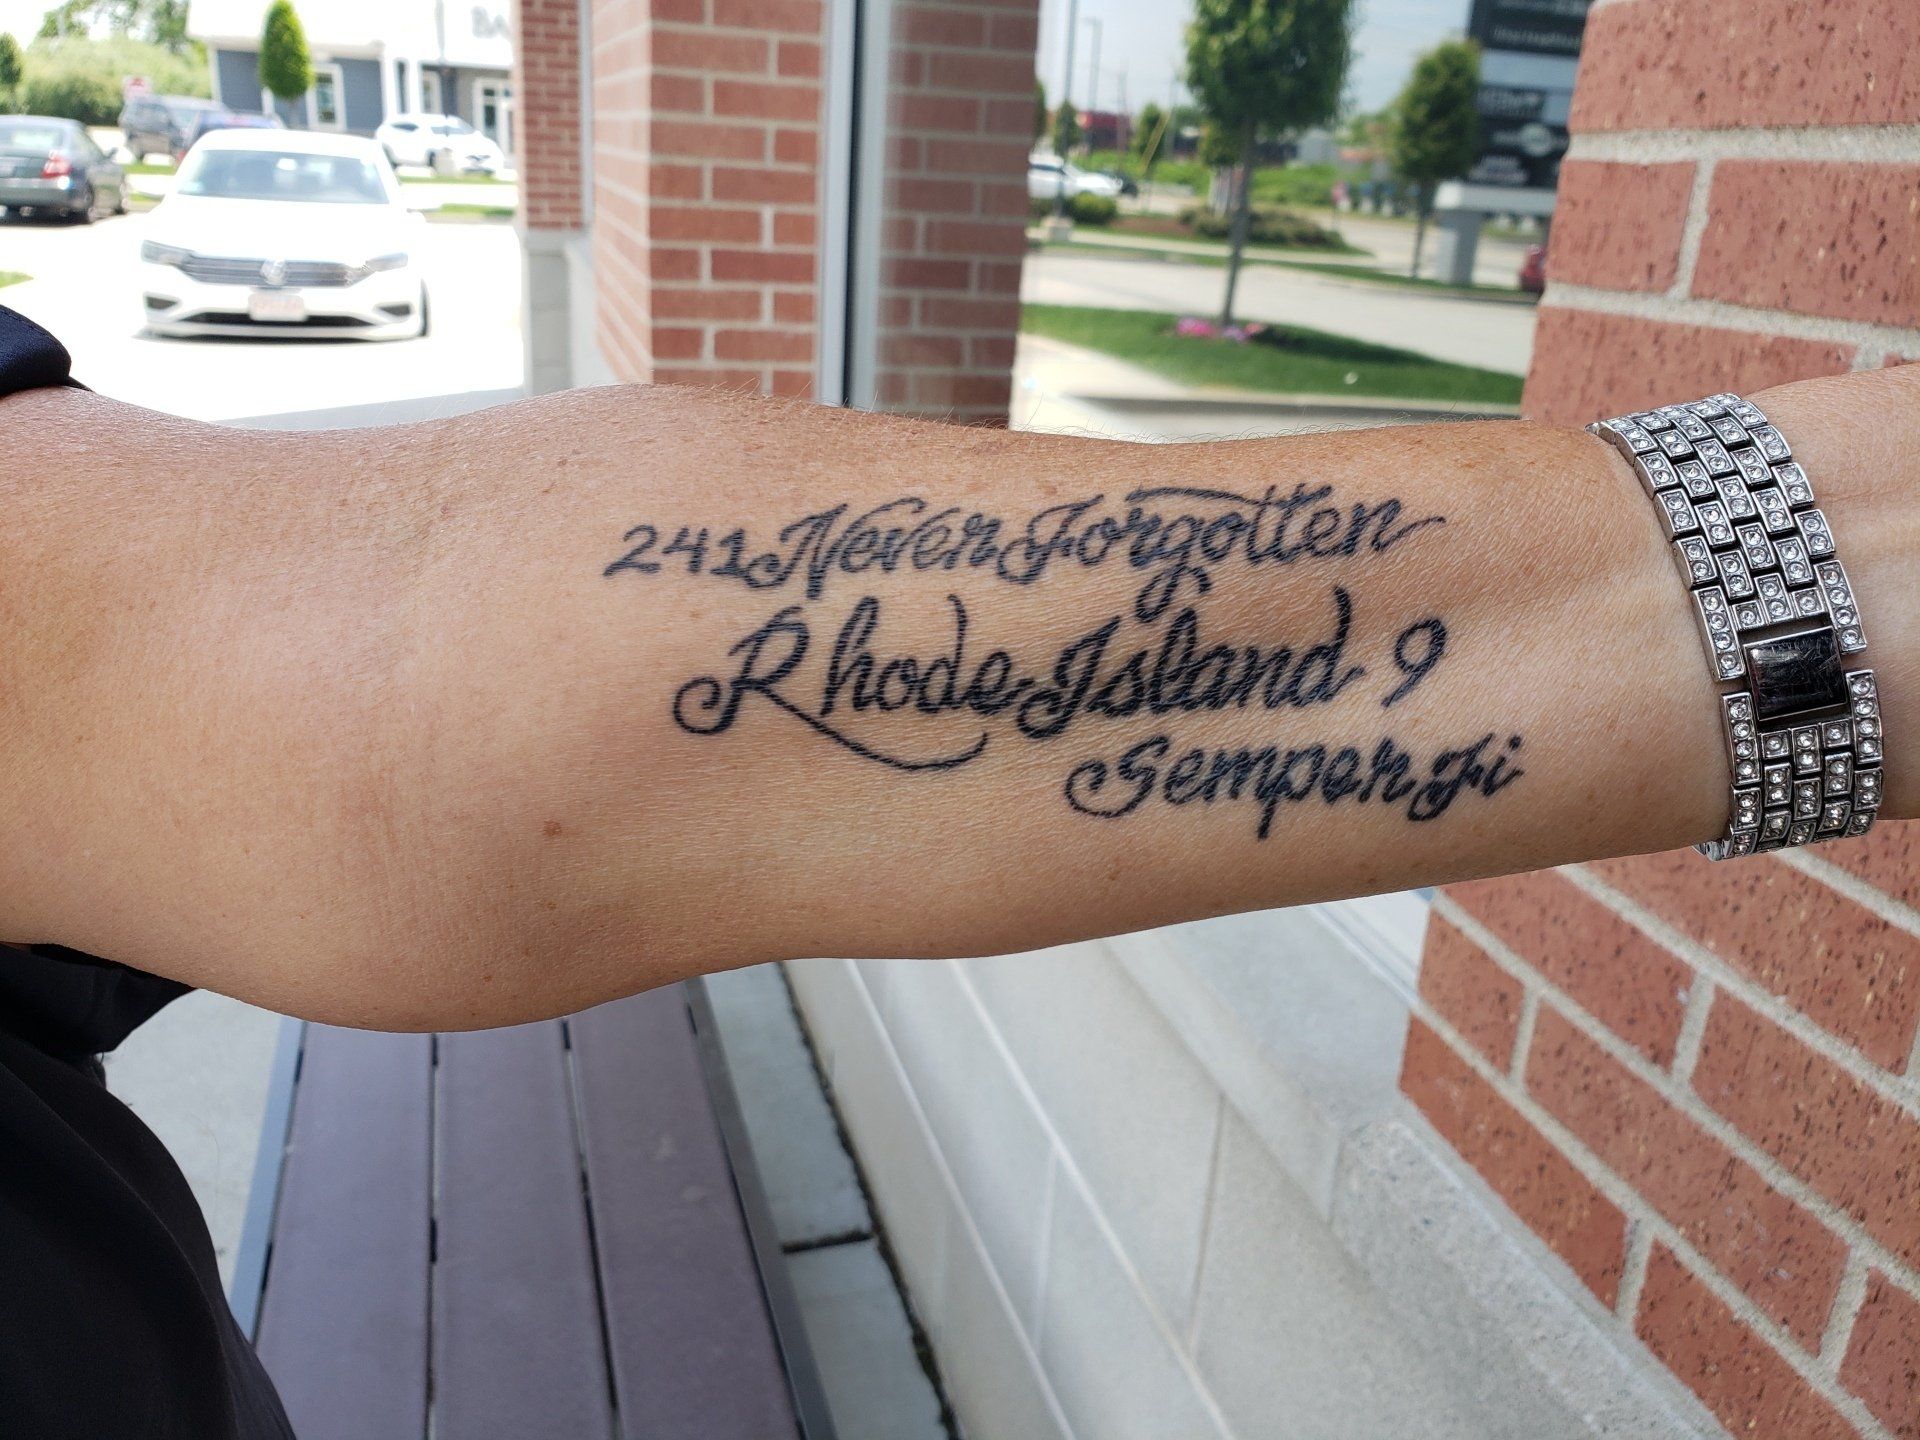 241 Never Forgotten
Rhode Island 9
Semper Fi